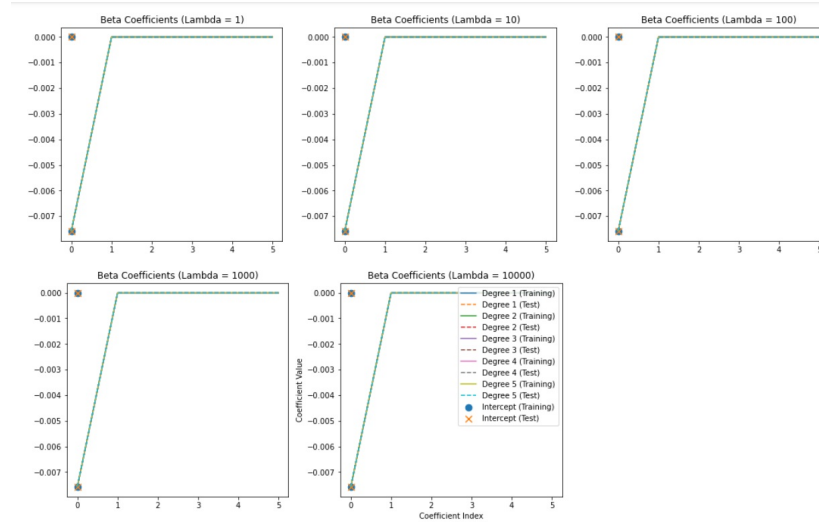 Beta Coefficients (Lambda = 1)
0.000
−0.001
−0.002
−0.003
−0.004
−0.005
−0.006
−0.007
0 1 2 3 4 5
Beta Coefficients (Lambda = 10)
0.000
−0.001
−0.002
−0.003
−0.004
−0.005
−0.006
−0.007
0 1 2 3 4 5
Beta Coefficients (Lambda = 100)
0.000
−0.001
−0.002
−0.003
−0.004
−0.005
−0.006
−0.007
0 1 2 3 4 5
Beta Coefficients (Lambda = 1000)
0.000
−0.001
−0.002
−0.003
−0.004
−0.005
−0.006
−0.007
0 1 2 3 4 5
Beta Coefficients (Lambda = 10000)
Coefficient Value
0.000
−0.001
−0.002
−0.003
−0.004
−0.005
−0.006
−0.007
Degree 1 (Training)
Degree 1 (Test)
Degree 2 (Training)
Degree 2 (Test)
Degree 3 (Training)
Degree 3 (Test)
Degree 4 (Training)
Degree 4 (Test)
Degree 5 (Training)
Degree 5 (Test)
Intercept (Training)
Intercept (Test)
0 1 2 3 4 5
Coefficient Index